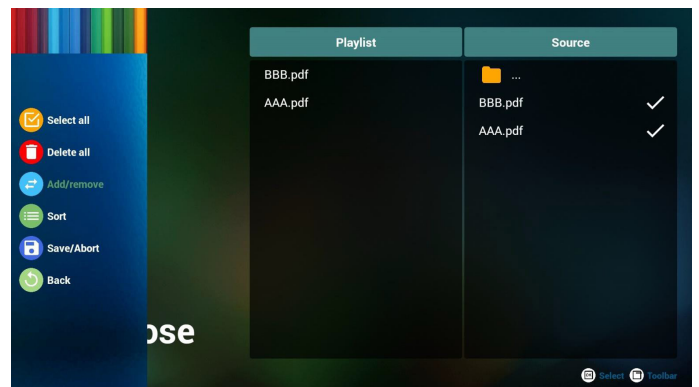 Playlist
Source
BBB.pdf
AAA.pdf
...
BBB.pdf
AAA.pdf
Select all
Delete all
Add/remove
Sort
Save/Abort
Back
ose
Select
Toolbar